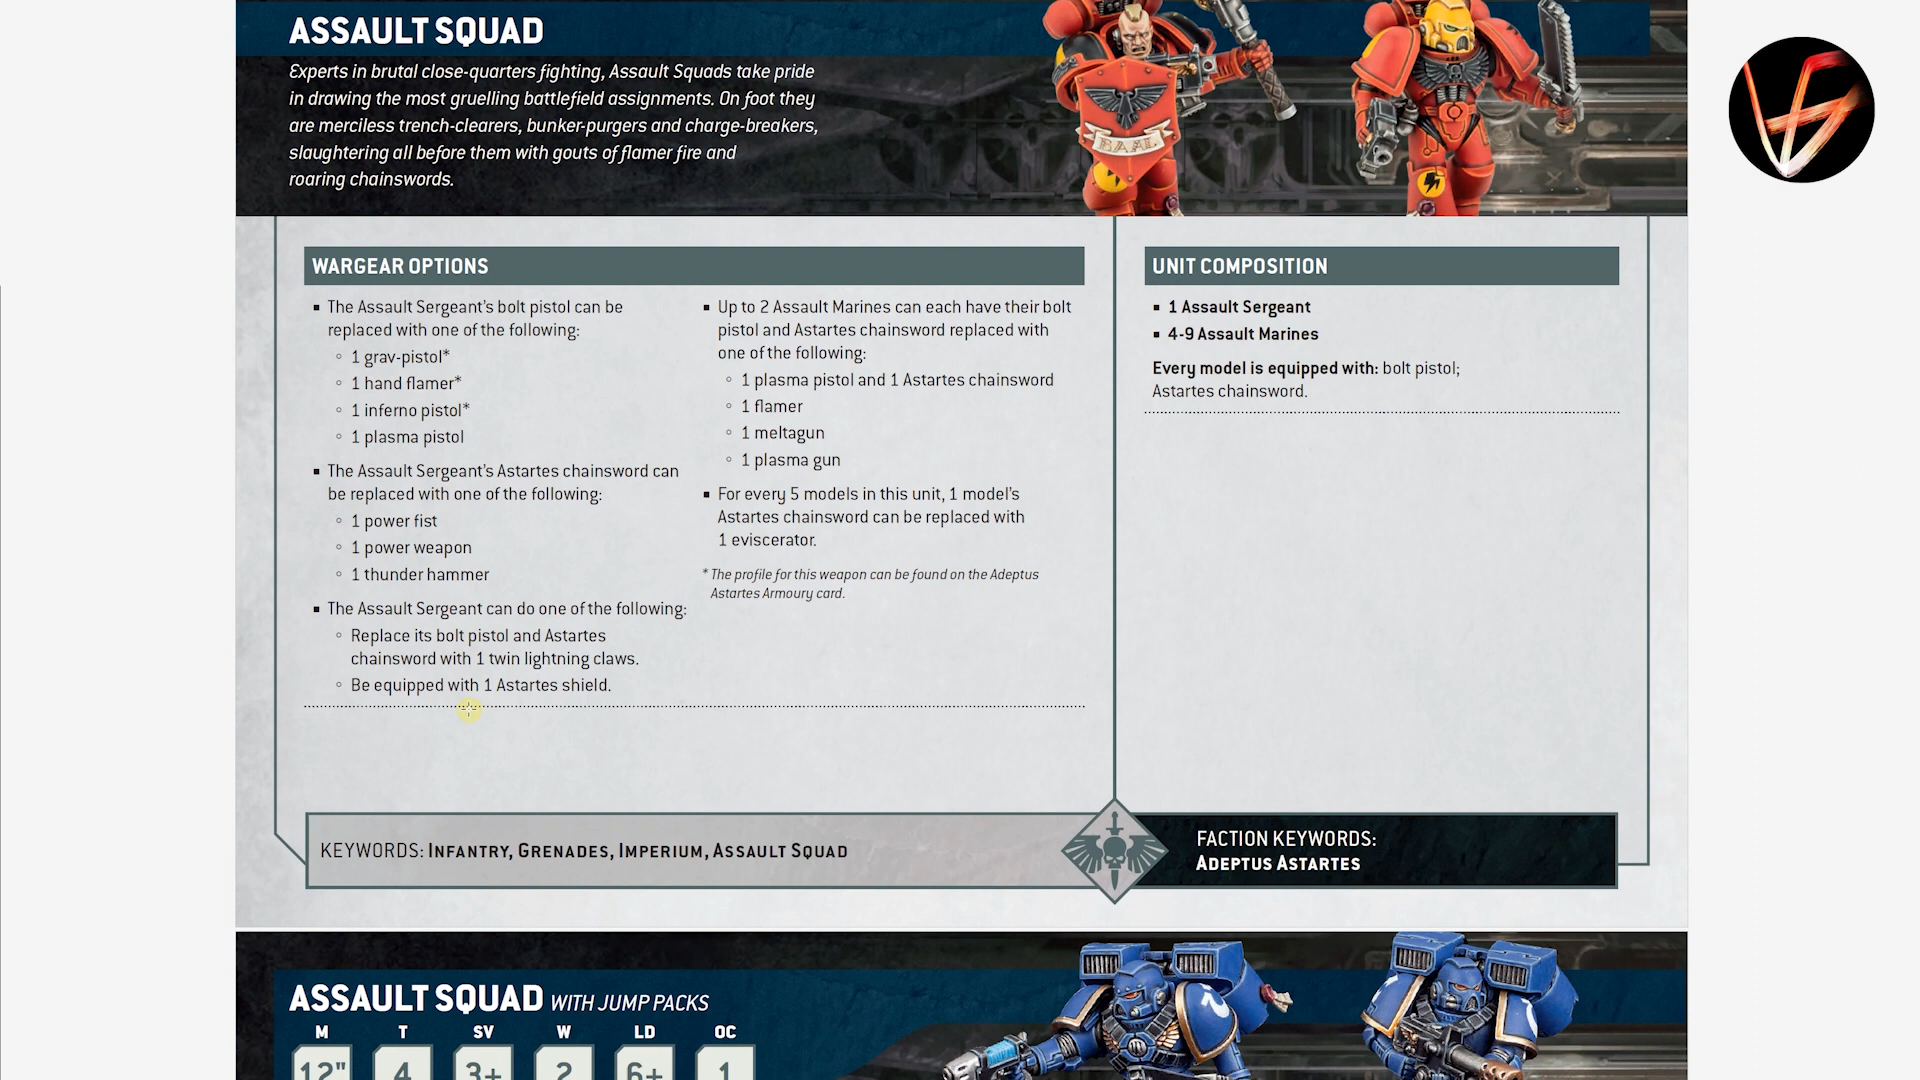 ASSAULT SQUAD
Experts in brutal close-quarters fighting, Assault Squads take pride
in drawing the most gruelling battlefield assignments. On foot they
are merciless trench-clearers, bunker-purgers and charge-breakers,
slaughtering all before them with gouts of flamer fire and
roaring chainswords.
BAAL
WARGEAR OPTIONS
▪ The Assault Sergeant's bolt pistol can be
replaced with one of the following:
◦ 1 grav-pistol*
◦ 1 hand flamer*
◦ 1 inferno pistol*
◦ 1 plasma pistol
▪ The Assault Sergeant's Astartes chainsword can
be replaced with one of the following:
◦ 1 power fist
◦ 1 power weapon
◦ 1 thunder hammer
▪ The Assault Sergeant can do one of the following:
◦ Replace its bolt pistol and Astartes
chainsword with 1 twin lightning claws.
◦ Be equipped with 1 Astartes shield.
▪ Up to 2 Assault Marines can each have their bolt
pistol and Astartes chainsword replaced with
one of the following:
◦ 1 plasma pistol and 1 Astartes chainsword
◦ 1 flamer
◦ 1 meltagun
◦ 1 plasma gun
▪ For every 5 models in this unit, 1 model's
Astartes chainsword can be replaced with
1 eviscerator.
* The profile for this weapon can be found on the Adeptus
Astartes Armoury card.
UNIT COMPOSITION
▪ 1 Assault Sergeant
▪ 4-9 Assault Marines
Every model is equipped with: bolt pistol;
Astartes chainsword.
KEYWORDS: INFANTRY, GRENADES, IMPERIUM, ASSAULT SQUAD
FACTION KEYWORDS:
ADEPTUS ASTARTES
ASSAULT SQUAD WITH JUMP PACKS
M T SV W LD OC
12" 4 3+ 2 6+ 1